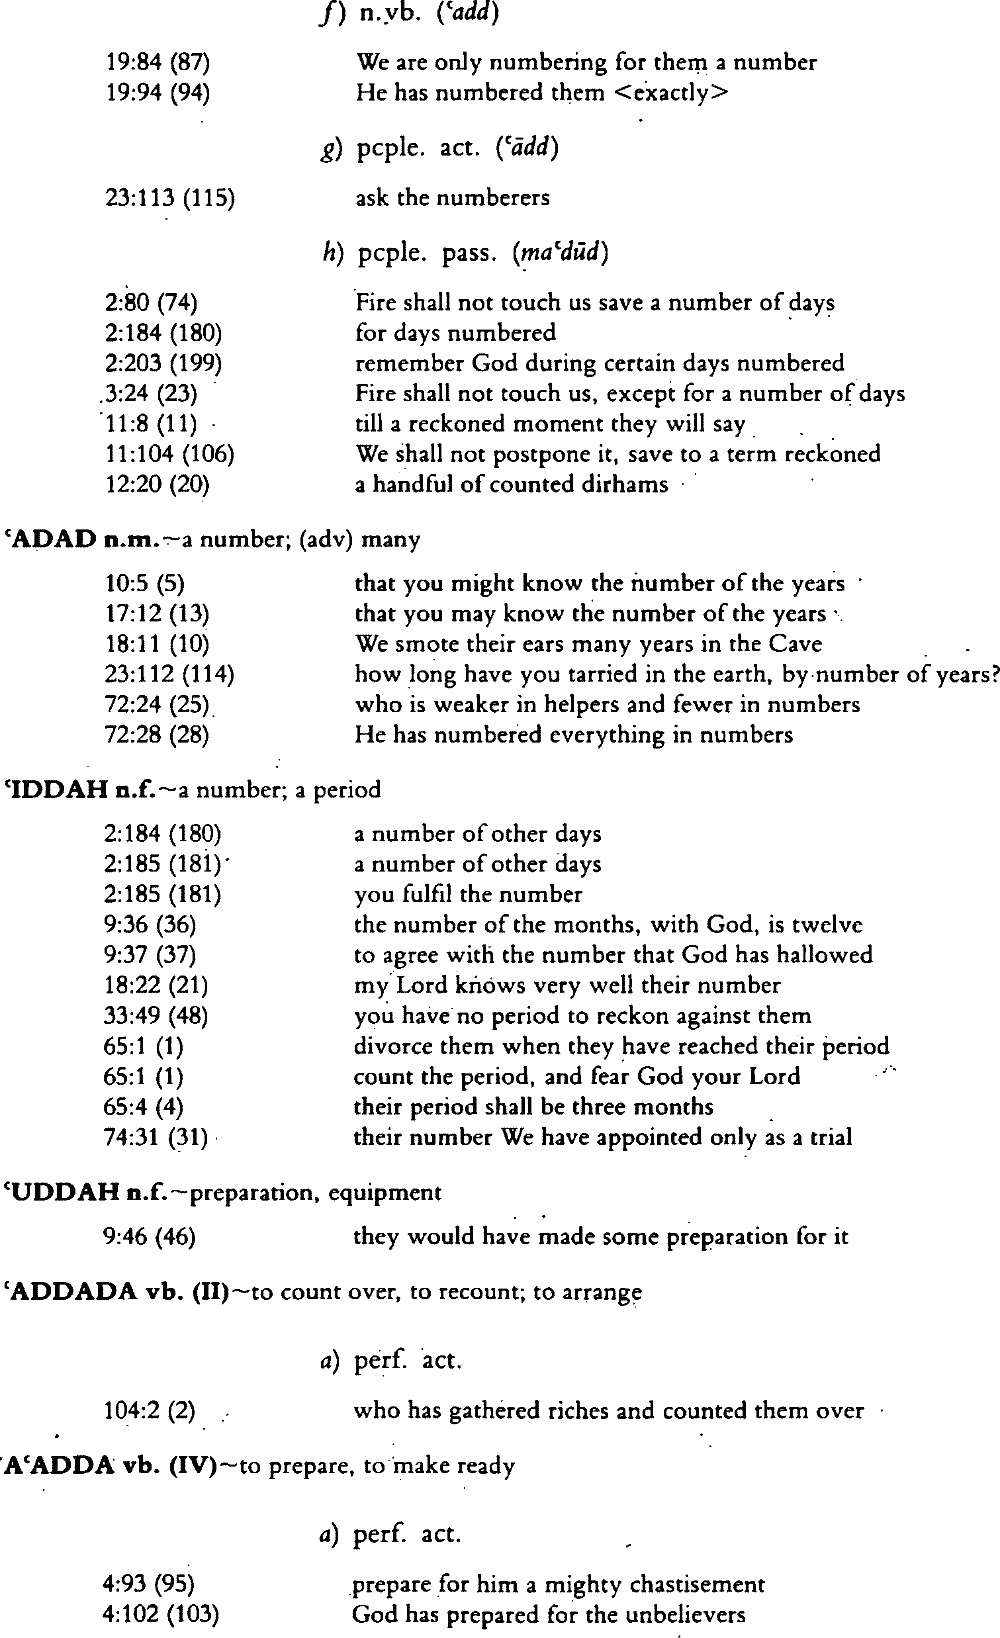 f) n.vb. (ʿadd)
19:84 (87) We are only numbering for them a number
19:94 (94) He has numbered them <exactly>
g) pcple. act. (ʿādd)
23:113 (115) ask the numberers
h) pcple. pass. (maʿdūd)
2:80 (74) Fire shall not touch us save a number of days
2:184 (180) for days numbered
2:203 (199) remember God during certain days numbered
3:24 (23) Fire shall not touch us, except for a number of days
11:8 (11) till a reckoned moment they will say
11:104 (106) We shall not postpone it, save to a term reckoned
12:20 (20) a handful of counted dirhams
ʿADAD n.m.~a number; (adv) many
10:5 (5) that you might know the number of the years
17:12 (13) that you may know the number of the years
18:11 (10) We smote their ears many years in the Cave
23:112 (114) how long have you tarried in the earth, by number of years?
72:24 (25) who is weaker in helpers and fewer in numbers
72:28 (28) He has numbered everything in numbers
ʿIDDAH n.f.~a number; a period
2:184 (180) a number of other days
2:185 (181) a number of other days
2:185 (181) you fulfil the number
9:36 (36) the number of the months, with God, is twelve
9:37 (37) to agree with the number that God has hallowed
18:22 (21) my Lord knows very well their number
33:49 (48) you have no period to reckon against them
65:1 (1) divorce them when they have reached their period
65:1 (1) count the period, and fear God your Lord
65:4 (4) their period shall be three months
74:31 (31) their number We have appointed only as a trial
ʿUDDAH n.f.~preparation, equipment
9:46 (46) they would have made some preparation for it
ʿADDADA vb. (II)~to count over, to recount; to arrange
a) perf. act.
104:2 (2) who has gathered riches and counted them over
ʾAʿADDA vb. (IV)~to prepare, to make ready
a) perf. act.
4:93 (95) prepare for him a mighty chastisement
4:102 (103) God has prepared for the unbelievers